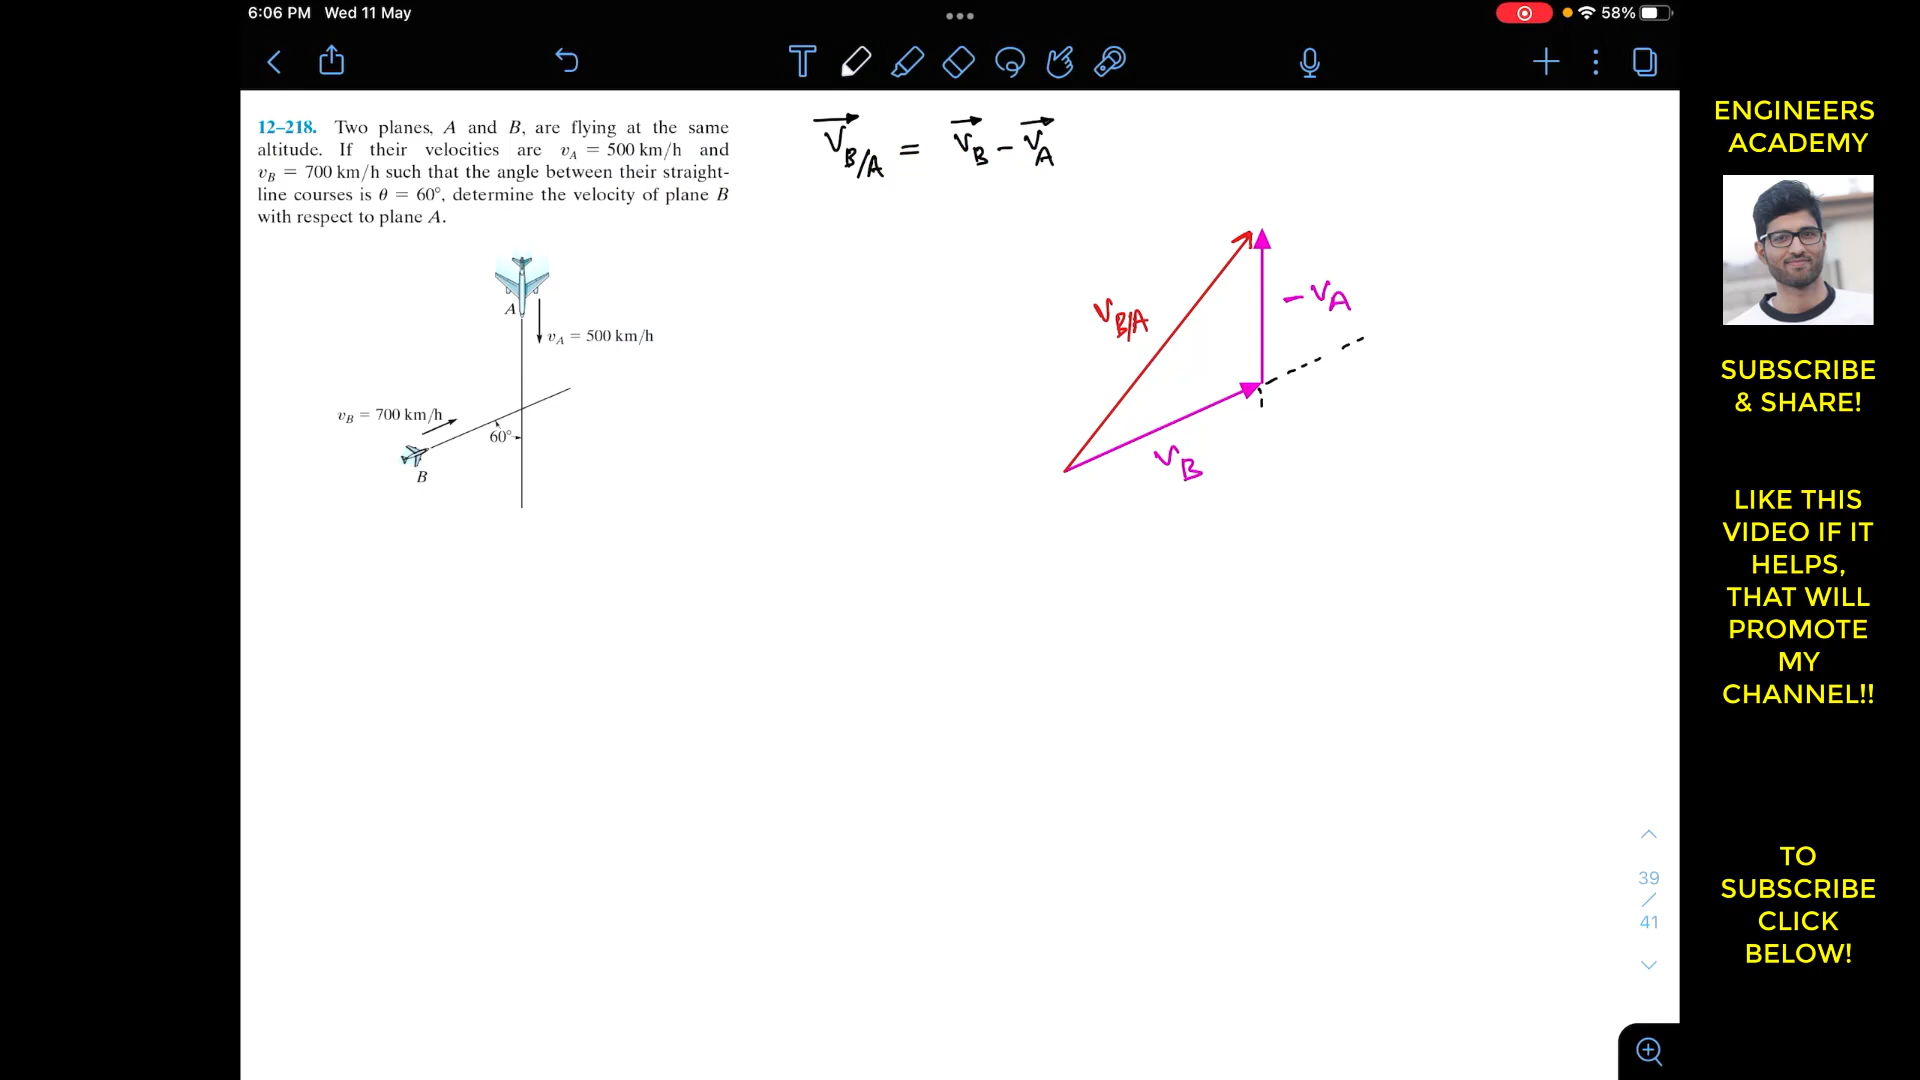 6:06 PM Wed 11 May
58%
12–218. Two planes, A and B, are flying at the same
altitude. If their velocities are v_A = 500 km/h and
v_B = 700 km/h such that the angle between their straight-
line courses is θ = 60°, determine the velocity of plane B
with respect to plane A.
A
v_A = 500 km/h
v_B = 700 km/h
60°
B
V_B/A = V_B - V_A
V_B/A
-V_A
V_B
T
39
/
41
ENGINEERS
ACADEMY
SUBSCRIBE
& SHARE!
LIKE THIS
VIDEO IF IT
HELPS,
THAT WILL
PROMOTE
MY
CHANNEL!!
TO
SUBSCRIBE
CLICK
BELOW!